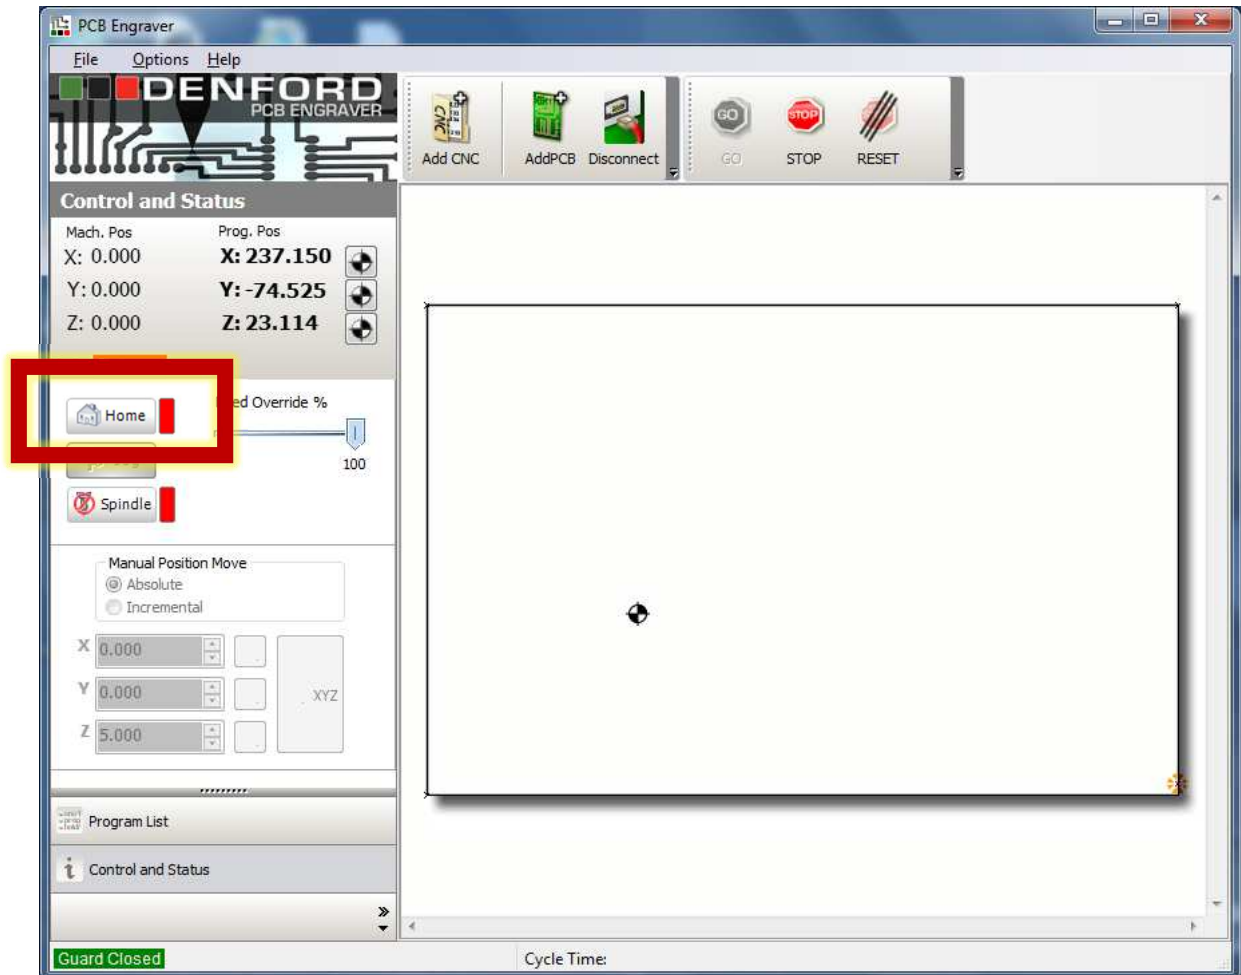 PCB Engraver
File Options Help
DENFORD
PCB ENGRAVER
Add CNC AddPCB Disconnect GO STOP RESET
Control and Status
Mach. Pos Prog. Pos
X: 0.000 X: 237.150
Y: 0.000 Y: -74.525
Z: 0.000 Z: 23.114
Home
ed Override %
100
Spindle
Manual Position Move
Absolute
Incremental
X 0.000
Y 0.000 XYZ
Z 5.000
Program List
Control and Status
Guard Closed Cycle Time: